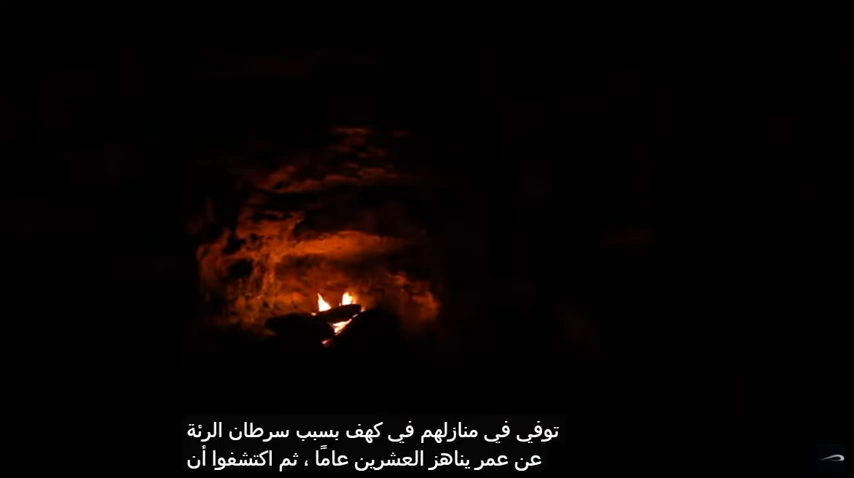 توفي في منازلهم في كهف بسبب سرطان الرئة
عن عمر يناهز العشرين عامًا ، ثم اكتشفوا أن